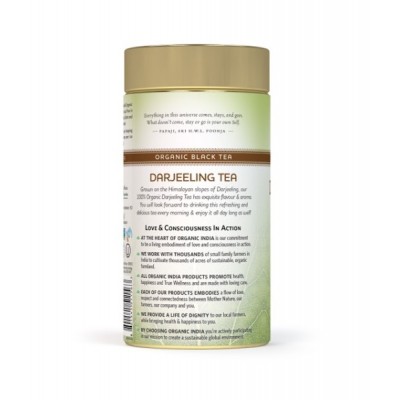 Everything in this universe comes, stays, and goes.
What doesn't come, stay or go is your own Self.
— PAPAJI, SRI H.W.L. POONJA
ORGANIC BLACK TEA
DARJEELING TEA
Grown on the Himalayan slopes of Darjeeling, our
100% Organic Darjeeling Tea has exquisite flavour & aroma.
You will look forward to drinking this refreshing and
delicious tea every morning & enjoy it all day long as well!
LOVE & CONSCIOUSNESS IN ACTION
AT THE HEART OF ORGANIC INDIA is our commitment
to be a living embodiment of love and consciousness in action.
WE WORK WITH THOUSANDS of small family farmers in
India to cultivate thousands of acres of sustainable, organic
farmland.
ALL ORGANIC INDIA PRODUCTS PROMOTE health,
happiness and True Wellness and are made with loving care.
EACH OF OUR PRODUCTS EMBODIES a flow of love,
respect and connectedness between Mother Nature, our
farmers, our company and you.
WE PROVIDE A LIFE OF DIGNITY to our local farmers,
while bringing health & happiness to you.
BY CHOOSING ORGANIC INDIA you're actively participating
in our mission to create a sustainable global environment.